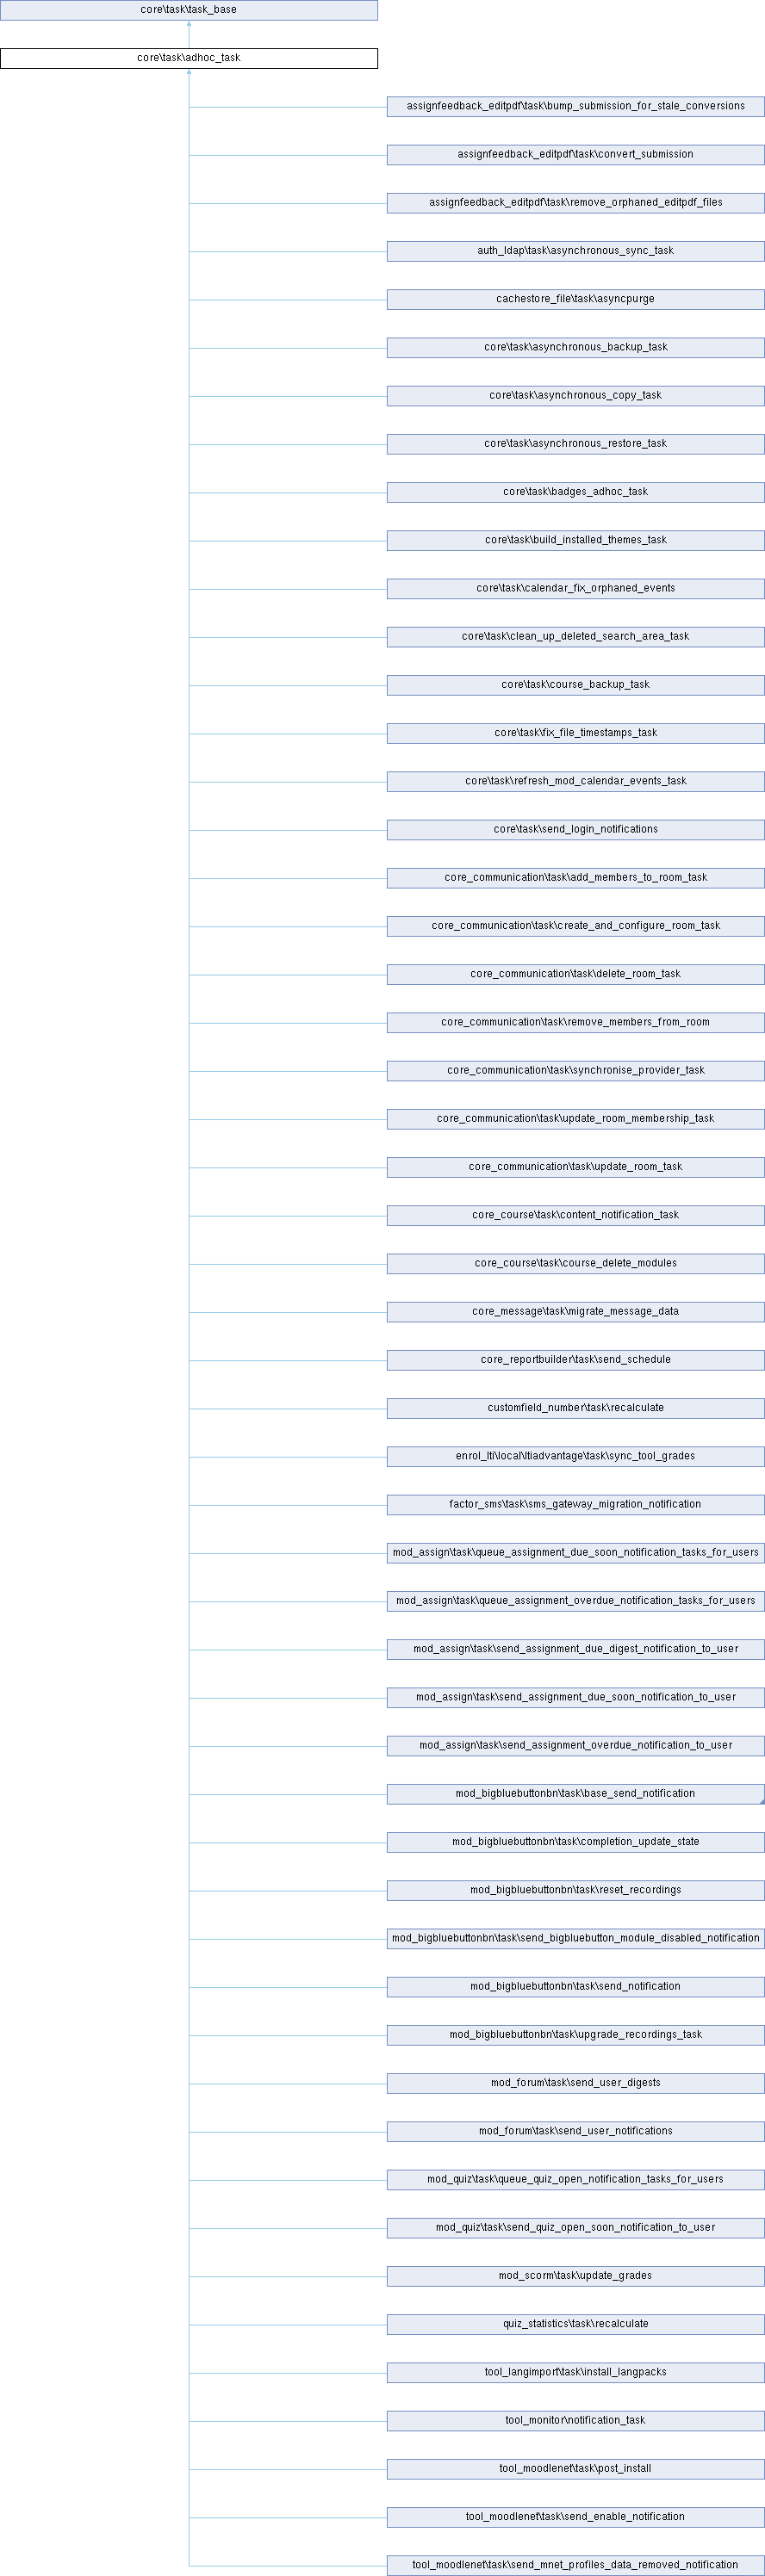 core\task\task_base
core\task\adhoc_task
assignfeedback_editpdf\task\bump_submission_for_stale_conversions
assignfeedback_editpdf\task\convert_submission
assignfeedback_editpdf\task\remove_orphaned_editpdf_files
auth_ldap\task\asynchronous_sync_task
cachestore_file\task\asyncpurge
core\task\asynchronous_backup_task
core\task\asynchronous_copy_task
core\task\asynchronous_restore_task
core\task\badges_adhoc_task
core\task\build_installed_themes_task
core\task\calendar_fix_orphaned_events
core\task\clean_up_deleted_search_area_task
core\task\course_backup_task
core\task\fix_file_timestamps_task
core\task\refresh_mod_calendar_events_task
core\task\send_login_notifications
core_communication\task\add_members_to_room_task
core_communication\task\create_and_configure_room_task
core_communication\task\delete_room_task
core_communication\task\remove_members_from_room
core_communication\task\synchronise_provider_task
core_communication\task\update_room_membership_task
core_communication\task\update_room_task
core_course\task\content_notification_task
core_course\task\course_delete_modules
core_message\task\migrate_message_data
core_reportbuilder\task\send_schedule
customfield_number\task\recalculate
enrol_lti\local\ltiadvantage\task\sync_tool_grades
factor_sms\task\sms_gateway_migration_notification
mod_assign\task\queue_assignment_due_soon_notification_tasks_for_users
mod_assign\task\queue_assignment_overdue_notification_tasks_for_users
mod_assign\task\send_assignment_due_digest_notification_to_user
mod_assign\task\send_assignment_due_soon_notification_to_user
mod_assign\task\send_assignment_overdue_notification_to_user
mod_bigbluebuttonbn\task\base_send_notification
mod_bigbluebuttonbn\task\completion_update_state
mod_bigbluebuttonbn\task\reset_recordings
mod_bigbluebuttonbn\task\send_bigbluebutton_module_disabled_notification
mod_bigbluebuttonbn\task\send_notification
mod_bigbluebuttonbn\task\upgrade_recordings_task
mod_forum\task\send_user_digests
mod_forum\task\send_user_notifications
mod_quiz\task\queue_quiz_open_notification_tasks_for_users
mod_quiz\task\send_quiz_open_soon_notification_to_user
mod_scorm\task\update_grades
quiz_statistics\task\recalculate
tool_langimport\task\install_langpacks
tool_monitor\notification_task
tool_moodlenet\task\post_install
tool_moodlenet\task\send_enable_notification
tool_moodlenet\task\send_mnet_profiles_data_removed_notification